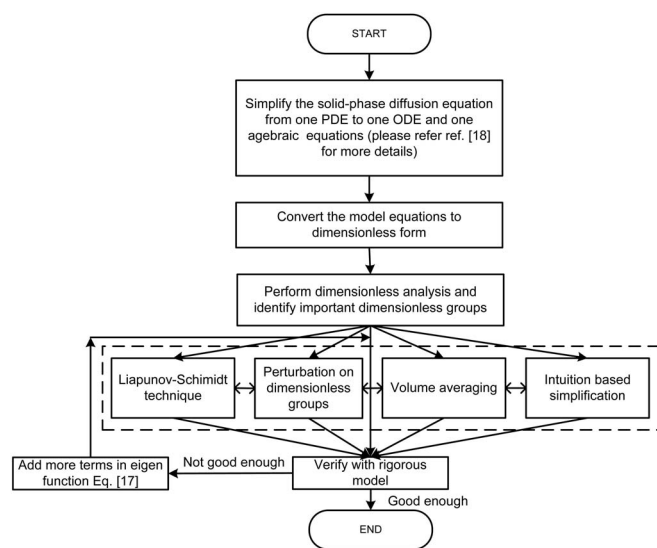 START
Simplify the solid-phase diffusion equation
from one PDE to one ODE and one
agebraic equations (please refer ref. [18]
for more details)
Convert the model equations to
dimensionless form
Perform dimensionless analysis and
identify important dimensionless groups
Liapunov-Schimidt
technique
Perturbation on
dimensionless
groups
Volume averaging
Intuition based
simplification
Add more terms in eigen
function Eq. [17]
Not good enough
Verify with rigorous
model
Good enough
END